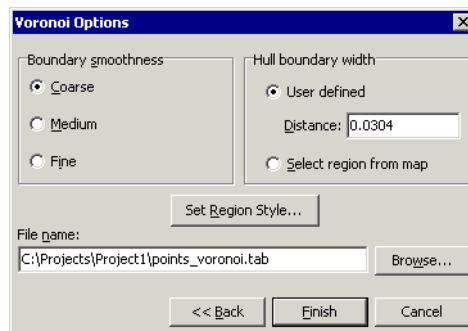 Voronoi Options
Boundary smoothness
Coarse
Medium
Fine
Hull boundary width
User defined
Distance: 0.0304
Select region from map
Set Region Style...
File name:
C:\Projects\Project1\points_voronoi.tab
Browse...
<< Back
Finish
Cancel